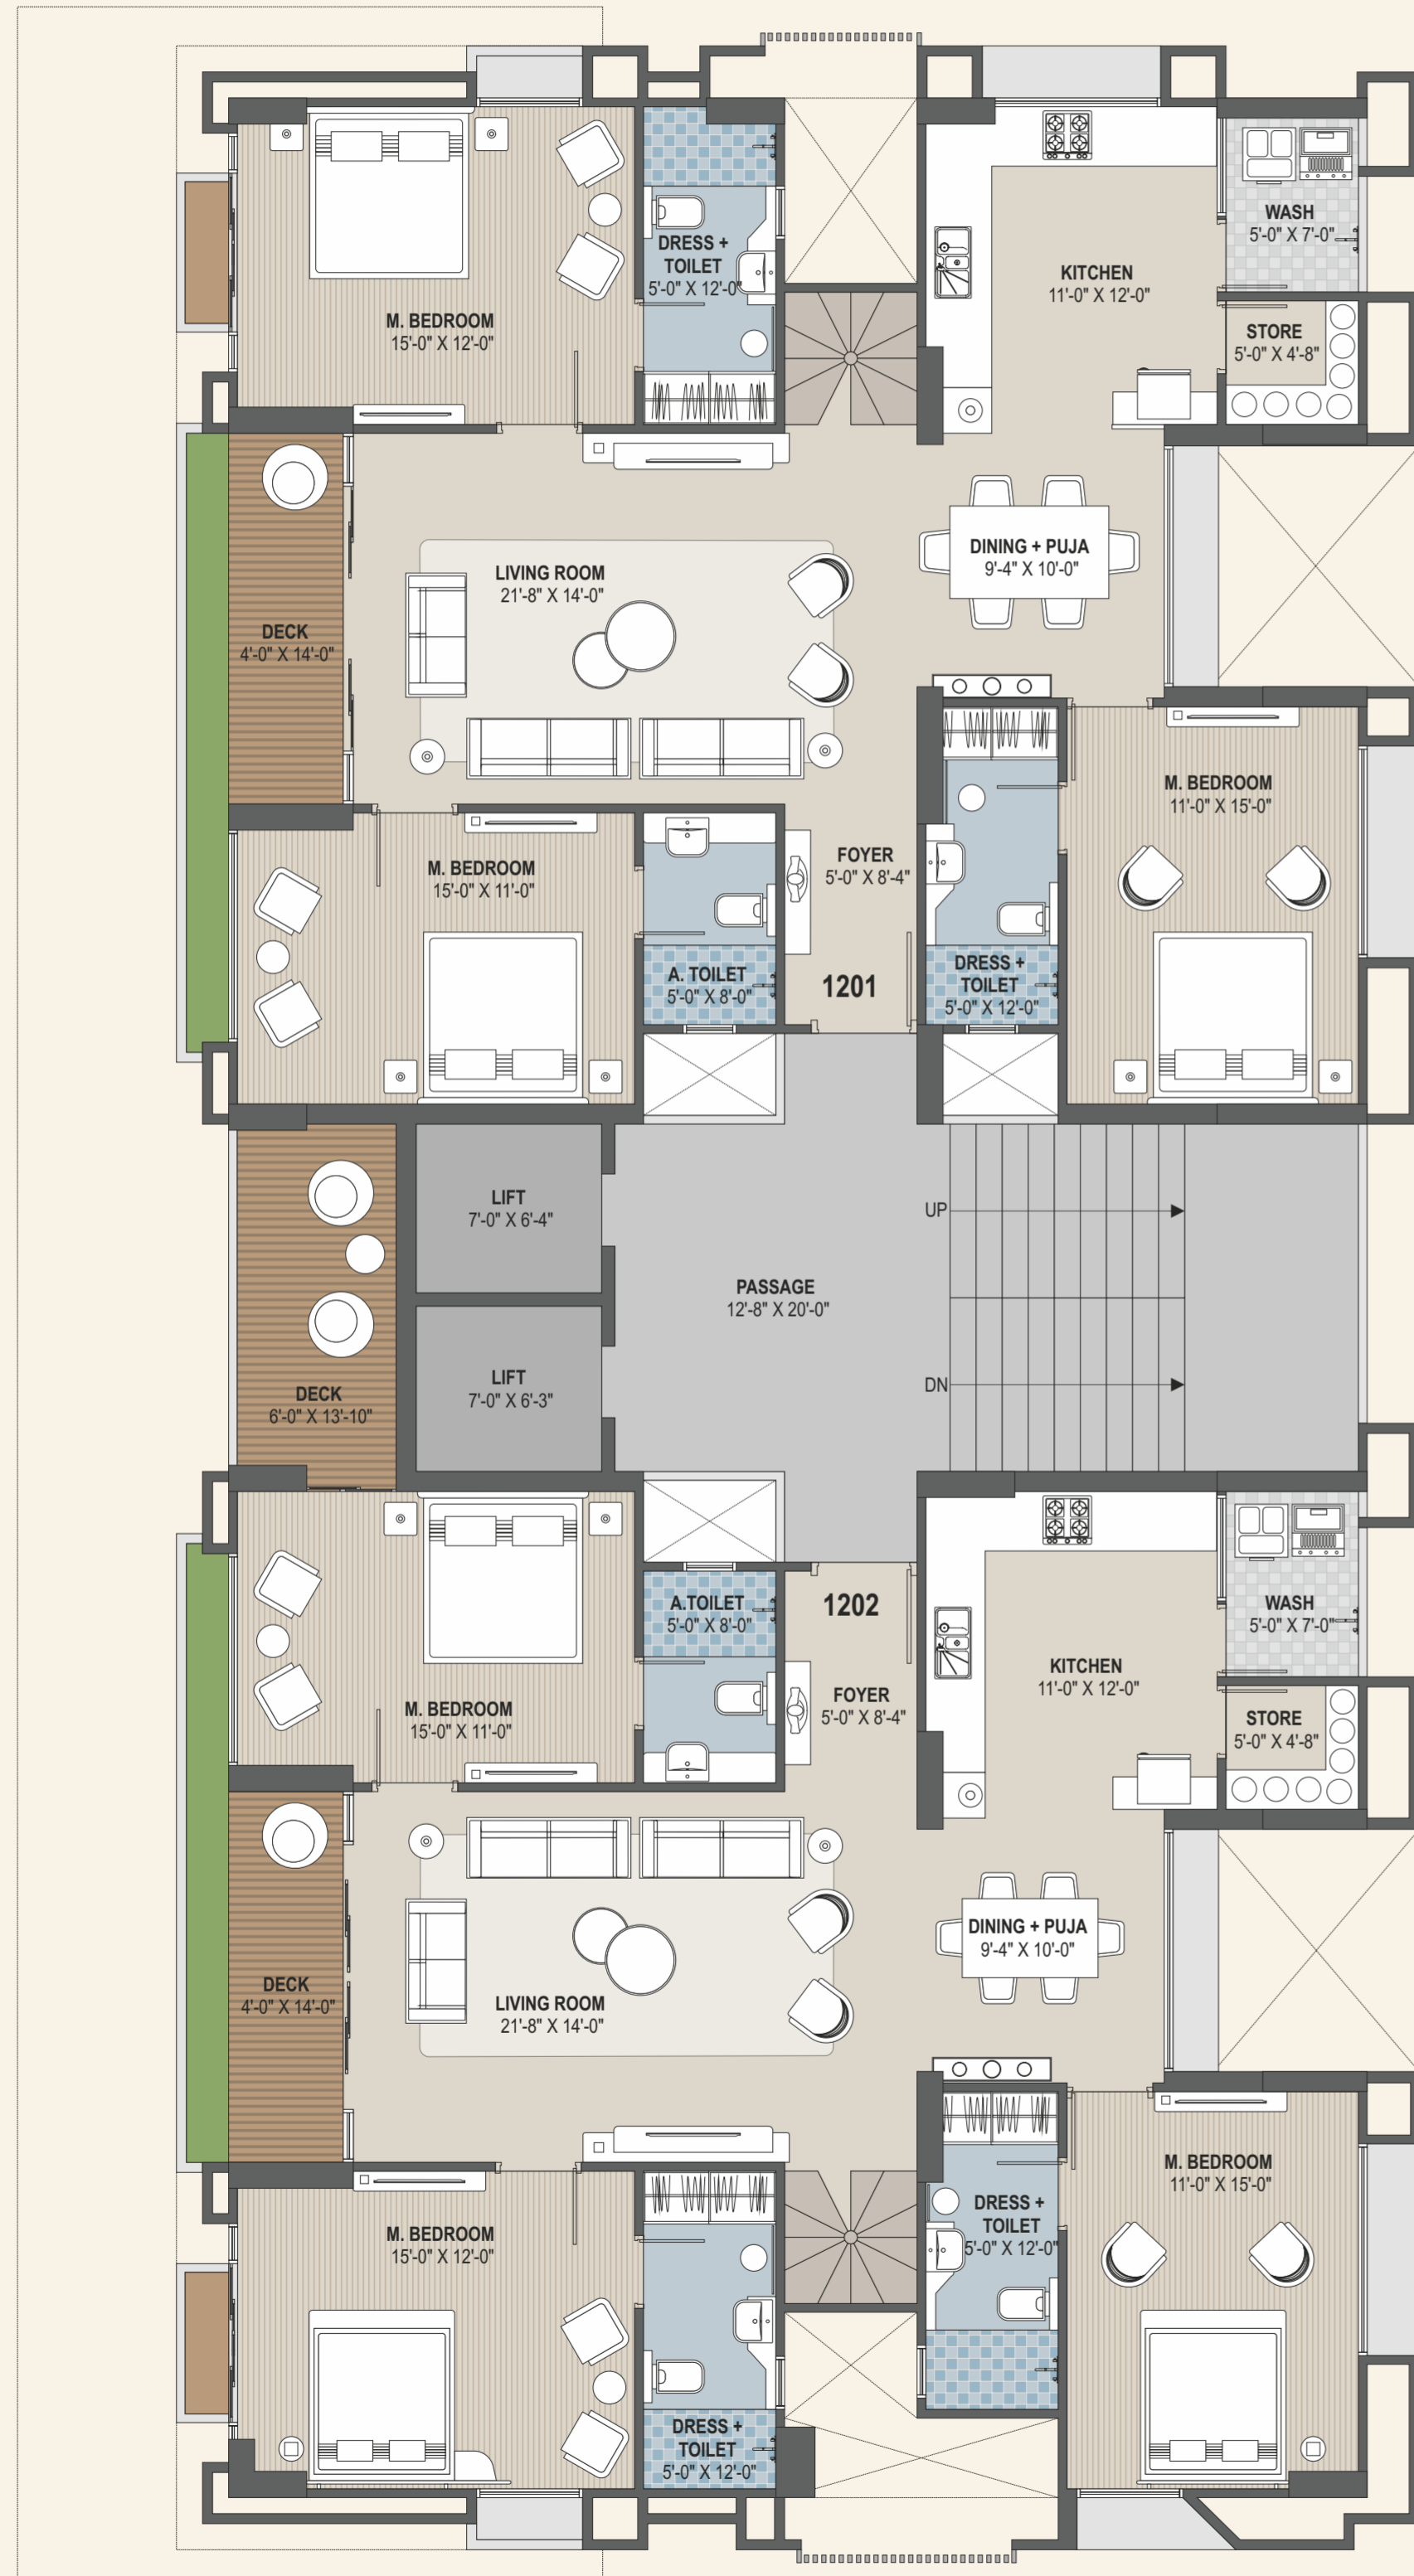 WASH
5'-0" X 7'-0"
DRESS +
TOILET
5'-0" X 12'-0"
KITCHEN
11'-0" X 12'-0"
M. BEDROOM
15'-0" X 12'-0"
STORE
5'-0" X 4'-8"
DINING + PUJA
9'-4" X 10'-0"
LIVING ROOM
21'-8" X 14'-0"
DECK
4'-0" X 14'-0"
M. BEDROOM
11'-0" X 15'-0"
FOYER
5'-0" X 8'-4"
M. BEDROOM
15'-0" X 11'-0"
A. TOILET
5'-0" X 8'-0"
1201
DRESS +
TOILET
5'-0" X 12'-0"
LIFT
7'-0" X 6'-4"
UP
PASSAGE
12'-8" X 20'-0"
LIFT
7'-0" X 6'-3"
DN
DECK
6'-0" X 13'-10"
A.TOILET
5'-0" X 8'-0"
1202
WASH
5'-0" X 7'-0"
KITCHEN
11'-0" X 12'-0"
FOYER
5'-0" X 8'-4"
M. BEDROOM
15'-0" X 11'-0"
STORE
5'-0" X 4'-8"
DINING + PUJA
9'-4" X 10'-0"
DECK
4'-0" X 14'-0"
LIVING ROOM
21'-8" X 14'-0"
M. BEDROOM
11'-0" X 15'-0"
DRESS +
TOILET
5'-0" X 12'-0"
M. BEDROOM
15'-0" X 12'-0"
DRESS +
TOILET
5'-0" X 12'-0"